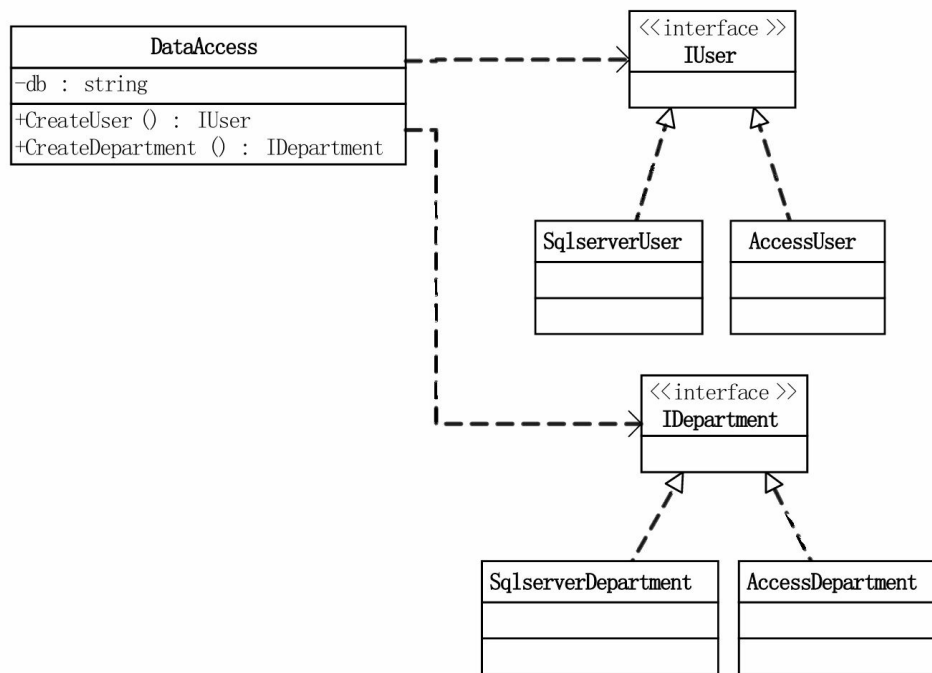 DataAccess
-db : string
+CreateUser () : IUser
+CreateDepartment () : IDepartment
<<interface >>
IUser
SqlserverUser
AccessUser
<<interface >>
IDepartment
SqlserverDepartment
AccessDepartment